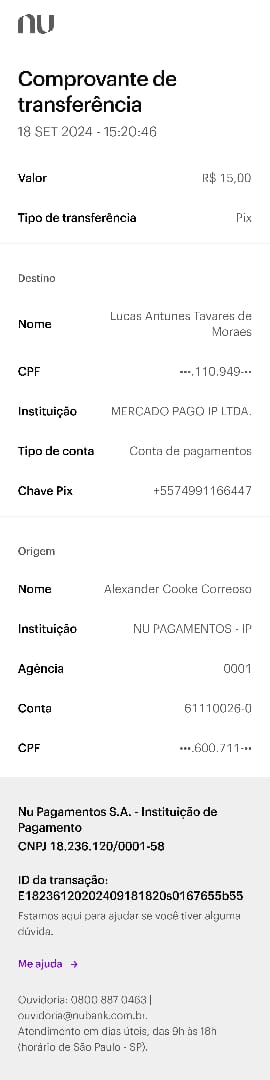 nu
Comprovante de
transferência
18 SET 2024 - 15:20:46
Valor R$ 15,00
Tipo de transferência Pix
Destino
Nome Lucas Antunes Tavares de
Moraes
CPF •••.110.949-••
Instituição MERCADO PAGO IP LTDA.
Tipo de conta Conta de pagamentos
Chave Pix +5574991166447
Origem
Nome Alexander Cooke Correoso
Instituição NU PAGAMENTOS - IP
Agência 0001
Conta 61110026-0
CPF •••.600.711-••
Nu Pagamentos S.A. - Instituição de
Pagamento
CNPJ 18.236.120/0001-58
ID da transação:
E18236120202409181820s0167655b55
Estamos aqui para ajudar se você tiver alguma
dúvida.
Me ajuda →
Ouvidoria: 0800 887 0463 |
ouvidoria@nubank.com.br.
Atendimento em dias úteis, das 9h às 18h
(horário de São Paulo - SP).